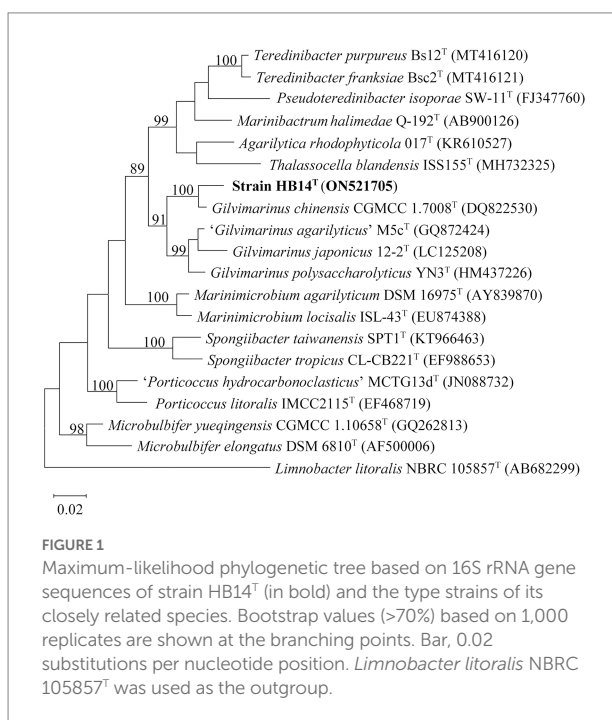 100 Teredinibacter purpureus Bs12ᵀ (MT416120)
Teredinibacter franksiae Bsc2ᵀ (MT416121)
Pseudoteredinibacter isoporae SW-11ᵀ (FJ347760)
99 Marinibactrum halimedae Q-192ᵀ (AB900126)
Agarilytica rhodophyticola 017ᵀ (KR610527)
89 Thalassocella blandensis ISS155ᵀ (MH732325)
100 Strain HB14ᵀ (ON521705)
Gilvimarinus chinensis CGMCC 1.7008ᵀ (DQ822530)
91 ‘Gilvimarinus agarilyticus’ M5cᵀ (GQ872424)
99 Gilvimarinus japonicus 12-2ᵀ (LC125208)
Gilvimarinus polysaccharolyticus YN3ᵀ (HM437226)
100 Marinimicrobium agarilyticum DSM 16975ᵀ (AY839870)
Marinimicrobium locisalis ISL-43ᵀ (EU874388)
100 Spongiibacter taiwanensis SPT1ᵀ (KT966463)
Spongiibacter tropicus CL-CB221ᵀ (EF988653)
100 ‘Porticoccus hydrocarbonoclasticus’ MCTG13dᵀ (JN088732)
Porticoccus litoralis IMCC2115ᵀ (EF468719)
98 Microbulbifer yueqingensis CGMCC 1.10658ᵀ (GQ262813)
Microbulbifer elongatus DSM 6810ᵀ (AF500006)
Limnobacter litoralis NBRC 105857ᵀ (AB682299)
0.02
FIGURE 1
Maximum-likelihood phylogenetic tree based on 16S rRNA gene
sequences of strain HB14ᵀ (in bold) and the type strains of its
closely related species. Bootstrap values (>70%) based on 1,000
replicates are shown at the branching points. Bar, 0.02
substitutions per nucleotide position. Limnobacter litoralis NBRC
105857ᵀ was used as the outgroup.